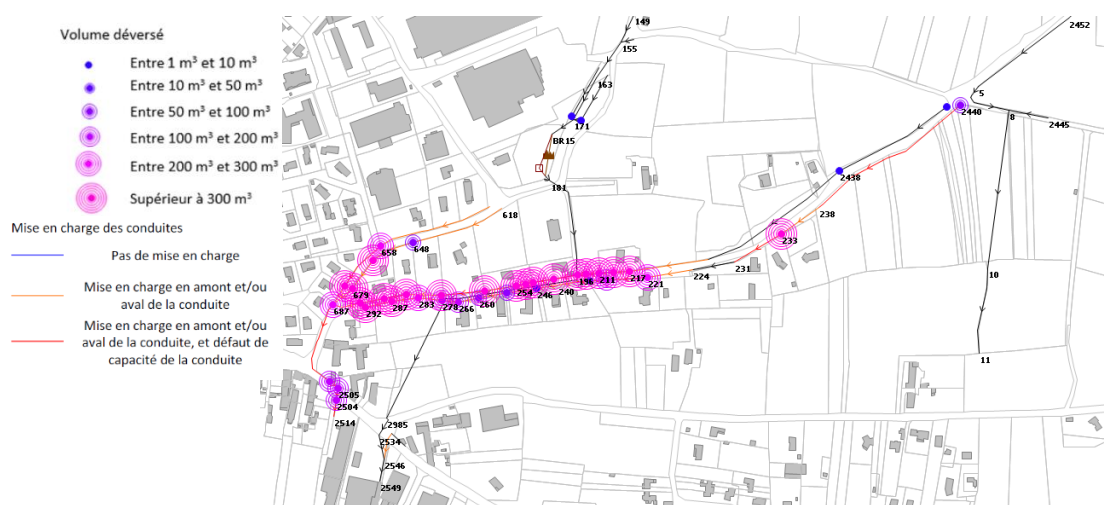 Volume déversé
Entre 1 m³ et 10 m³
Entre 10 m³ et 50 m³
Entre 50 m³ et 100 m³
Entre 100 m³ et 200 m³
Entre 200 m³ et 300 m³
Supérieur à 300 m³
Mise en charge des conduites
Pas de mise en charge
Mise en charge en amont et/ou
aval de la conduite
Mise en charge en amont et/ou
aval de la conduite, et défaut de
capacité de la conduite
149
2452
155
163
5
2440
8
2445
171
BR15
2438
181
618
238
233
658
648
231
224
10
217
211
198
221
240
246
254
260
266
278
283
287
292
679
687
11
2505
2504
2514
2985
2534
2546
2549